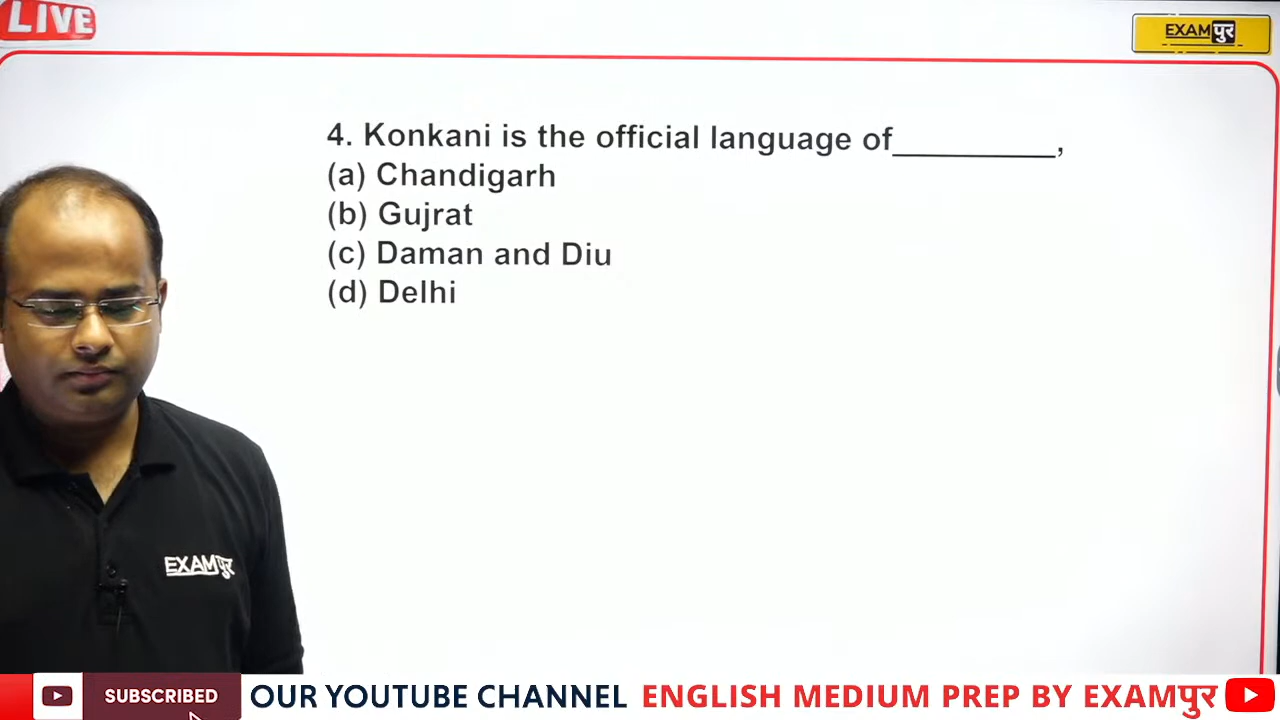 LIVE
EXAMपुर
4. Konkani is the official language of__________,
(a) Chandigarh
(b) Gujrat
(c) Daman and Diu
(d) Delhi
EXAMपुर
SUBSCRIBED OUR YOUTUBE CHANNEL ENGLISH MEDIUM PREP BY EXAMपुर